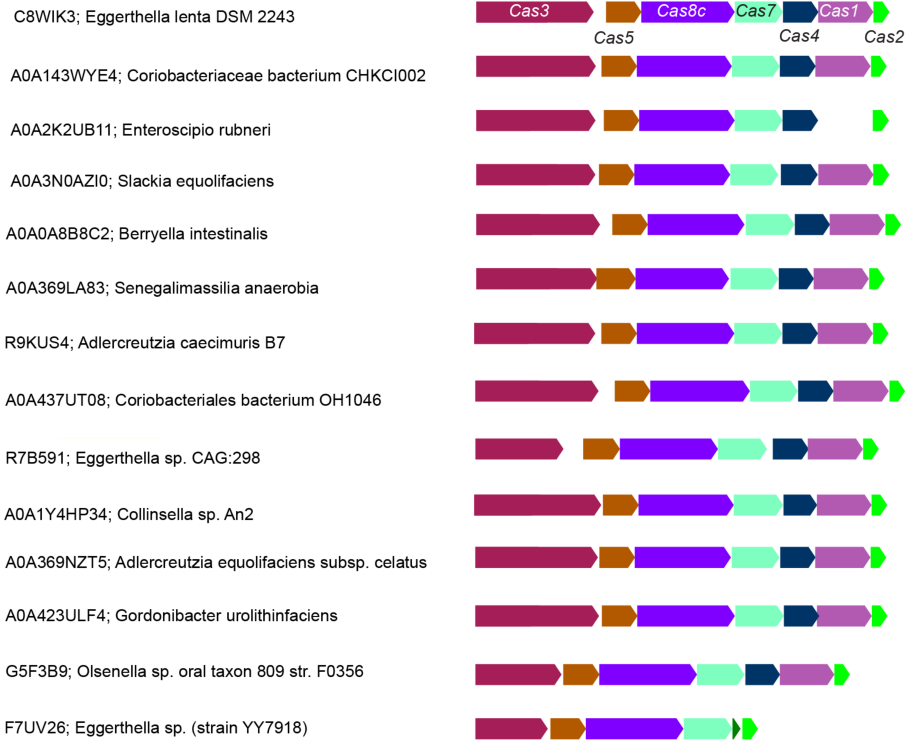 C8WIK3; Eggerthella lenta DSM 2243
Cas3 Cas8c Cas7 Cas1
Cas5 Cas4 Cas2
A0A143WYE4; Coriobacteriaceae bacterium CHKCI002
A0A2K2UB11; Enteroscipio rubneri
A0A3N0AZI0; Slackia equolifaciens
A0A0A8B8C2; Berryella intestinalis
A0A369LA83; Senegalimassilia anaerobia
R9KUS4; Adlercreutzia caecimuris B7
A0A437UT08; Coriobacteriales bacterium OH1046
R7B591; Eggerthella sp. CAG:298
A0A1Y4HP34; Collinsella sp. An2
A0A369NZT5; Adlercreutzia equolifaciens subsp. celatus
A0A423ULF4; Gordonibacter urolithinfaciens
G5F3B9; Olsenella sp. oral taxon 809 str. F0356
F7UV26; Eggerthella sp. (strain YY7918)